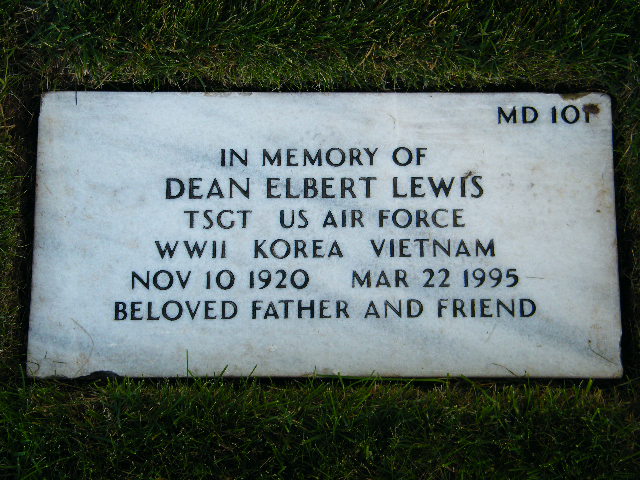 MD 101
IN MEMORY OF
DEAN ELBERT LEWIS
TSGT US AIR FORCE
WWII KOREA VIETNAM
NOV 10 1920 MAR 22 1995
BELOVED FATHER AND FRIEND